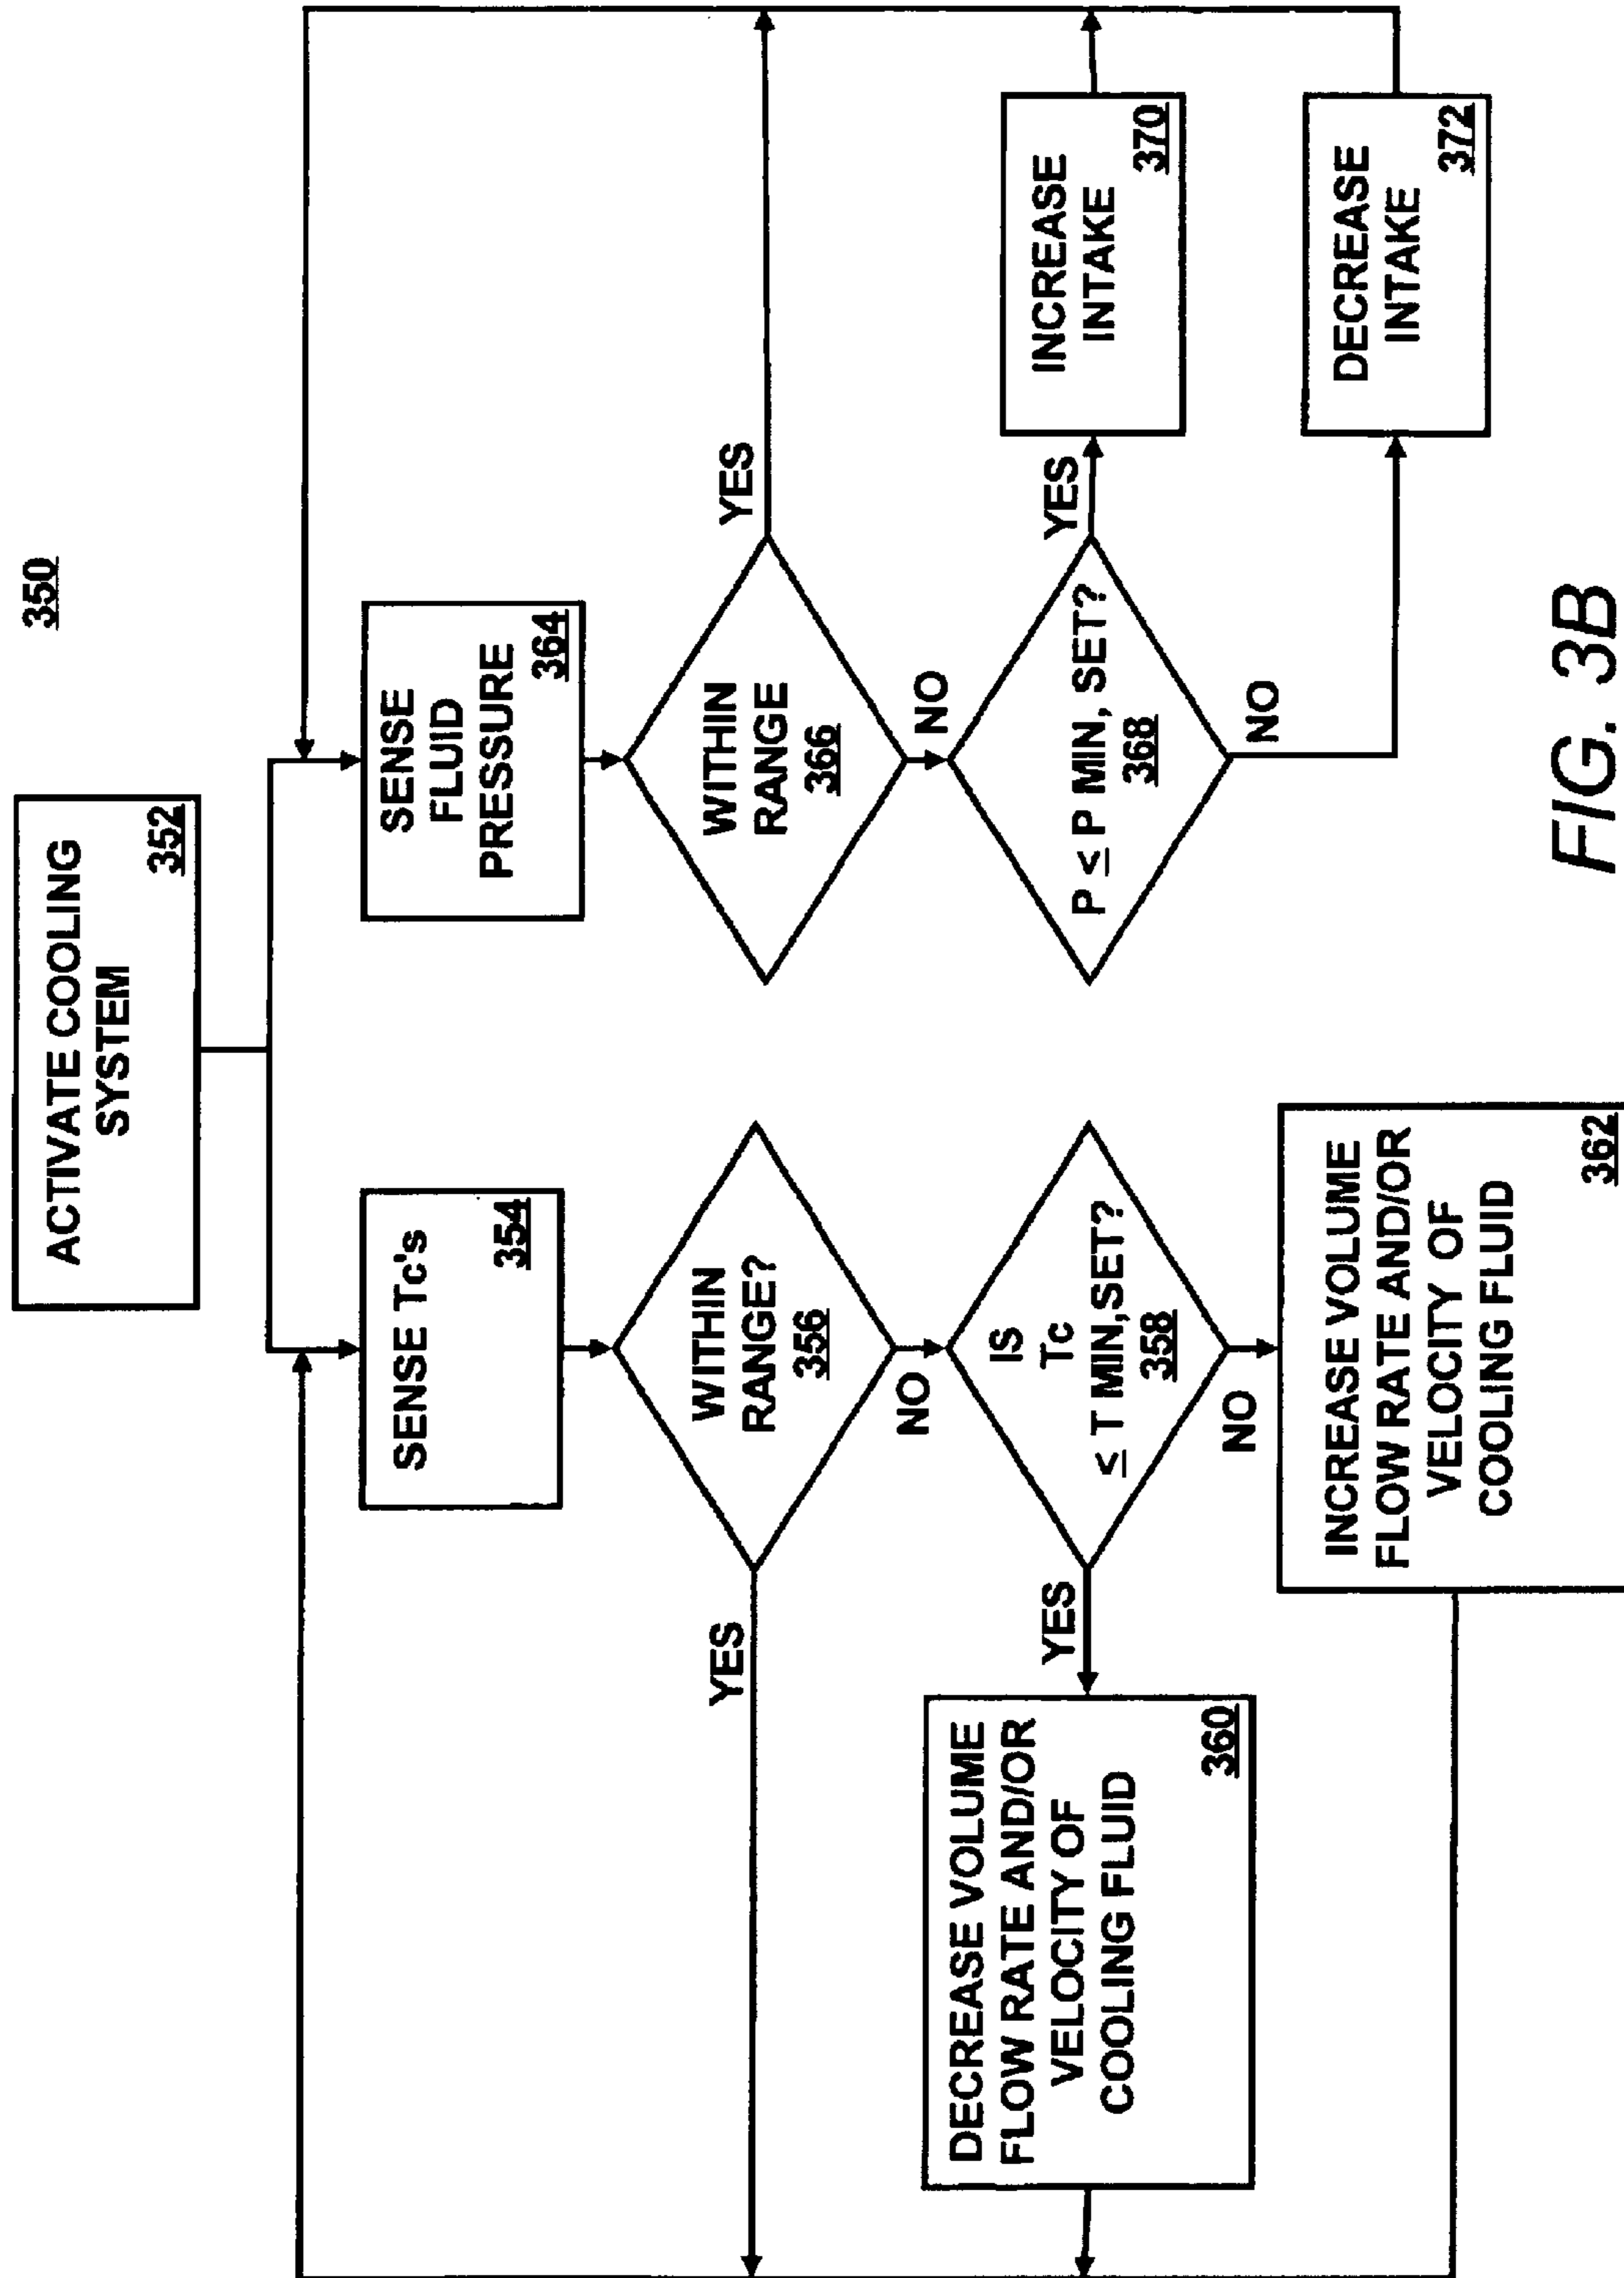 350
ACTIVATE COOLING
SYSTEM
352
SENSE Tc's
354
WITHIN
RANGE?
356
YES
NO
IS
Tc
≤ T MIN,SET?
358
YES
NO
DECREASE VOLUME
FLOW RATE AND/OR
VELOCITY OF
COOLING FLUID
360
INCREASE VOLUME
FLOW RATE AND/OR
VELOCITY OF
COOLING FLUID
362
SENSE
FLUID
PRESSURE
364
WITHIN
RANGE
366
YES
NO
P ≤ P MIN, SET?
368
YES
NO
INCREASE
INTAKE
370
DECREASE
INTAKE
372
FIG. 3B